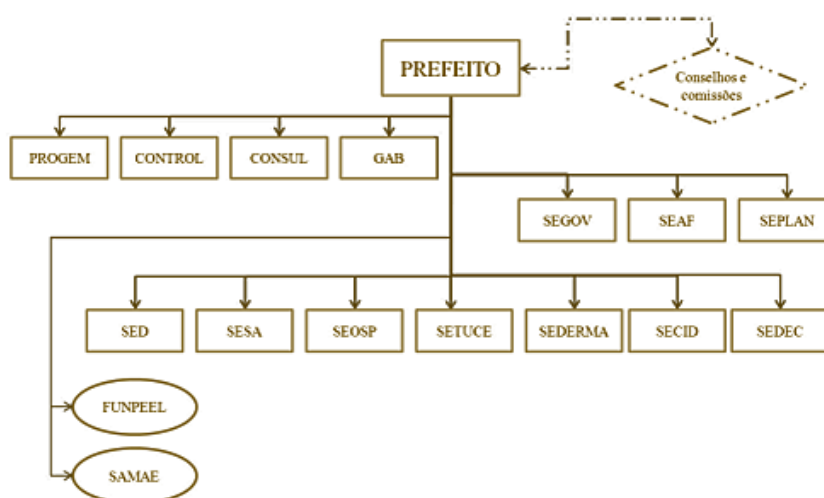 PREFEITO
Conselhos e
comissões
PROGEM
CONTROL
CONSUL
GAB
SEGOV
SEAF
SEPLAN
SED
SESA
SEOSP
SETUCE
SEDERMA
SECID
SEDEC
FUNPEEL
SAMAE